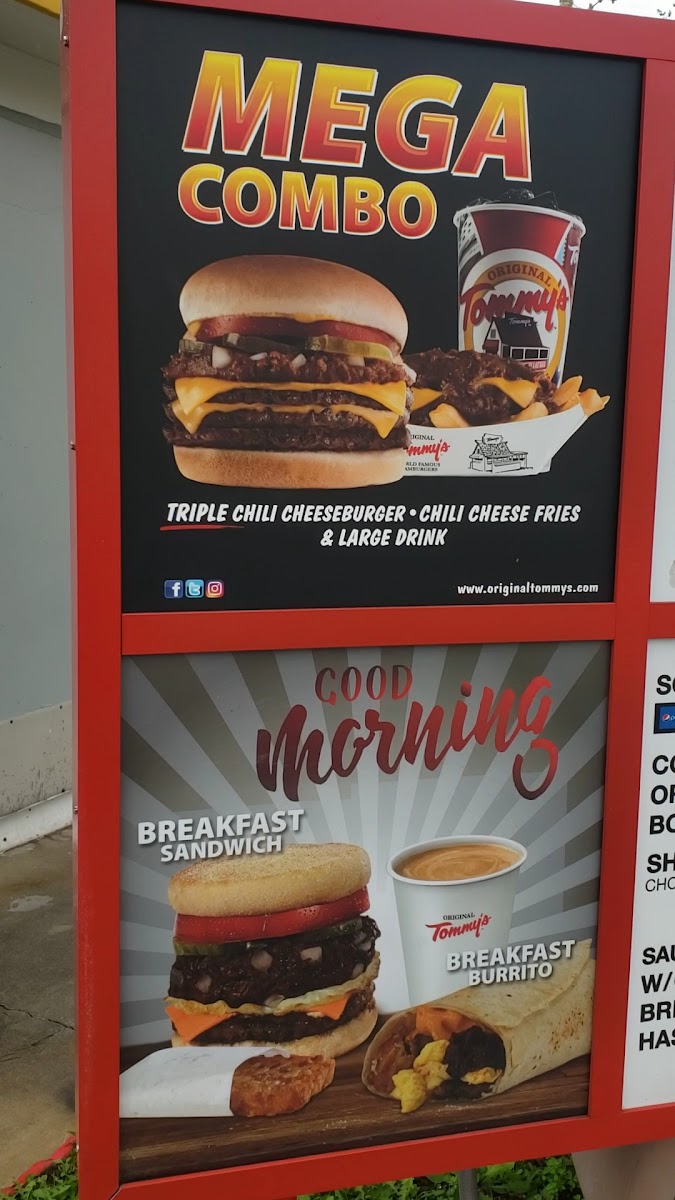 MEGA
COMBO
ORIGINAL
Tommy's
Tommy's
TRIPLE CHILI CHEESEBURGER • CHILI CHEESE FRIES
& LARGE DRINK
www.originaltommys.com
GOOD
morning
BREAKFAST
SANDWICH
ORIGINAL
Tommy's
BREAKFAST
BURRITO
W/